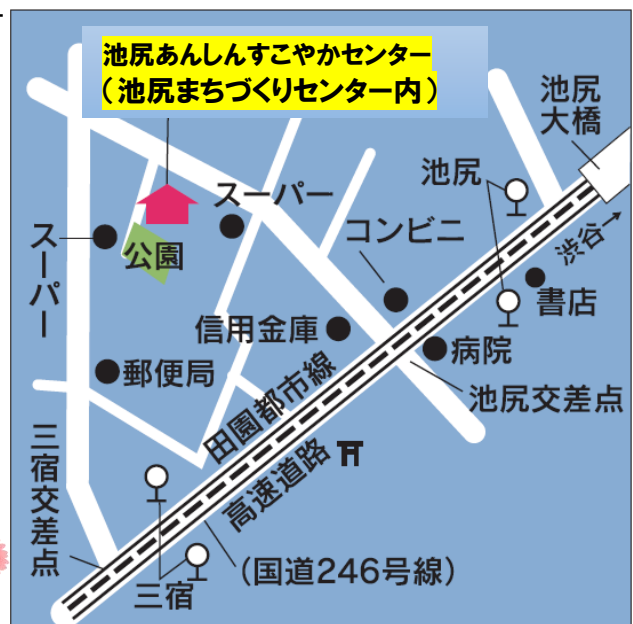 池尻あんしんすこやかセンター
（池尻まちづくりセンター内）
池尻
大橋
池尻
スーパー
渋谷→
コンビニ
スーパー
公園
書店
信用金庫
病院
郵便局
池尻交差点
田園都市線
高速道路
三宿交差点
（国道246号線）
三宿